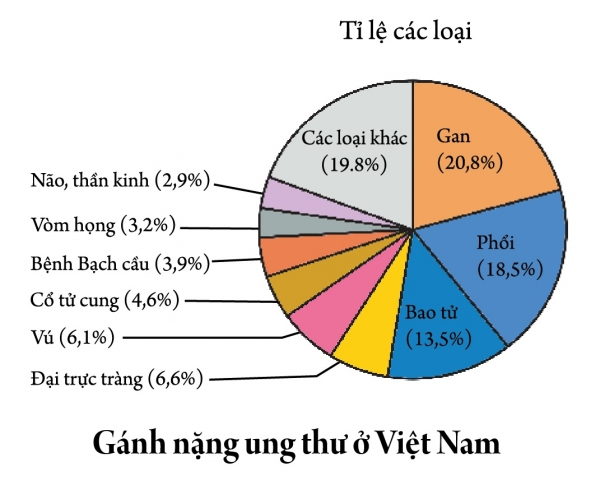 Tỉ lệ các loại
Các loại khác
(19.8%)
Gan
(20,8%)
Phổi
(18,5%)
Bao tử
(13,5%)
Não, thần kinh (2,9%)
Vòm họng (3,2%)
Bệnh Bạch cầu (3,9%)
Cổ tử cung (4,6%)
Vú (6,1%)
Đại trực tràng (6,6%)
Gánh nặng ung thư ở Việt Nam